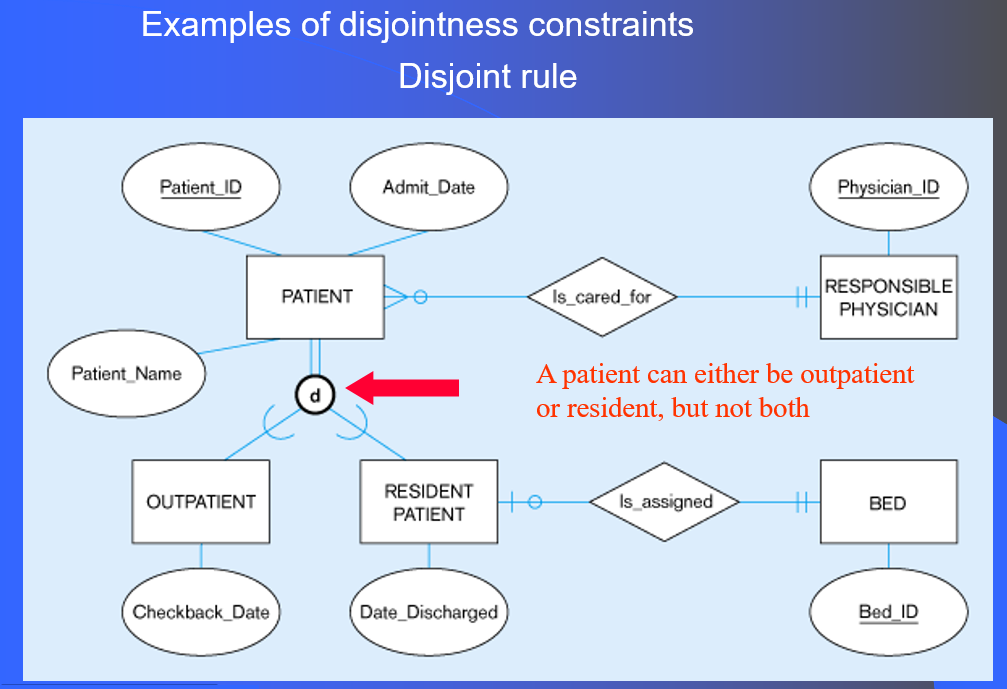 Examples of disjointness constraints
Disjoint rule
Patient_ID
Admit_Date
Physician_ID
PATIENT
Is_cared_for
RESPONSIBLE
PHYSICIAN
Patient_Name
A patient can either be outpatient
or resident, but not both
d
OUTPATIENT
RESIDENT
PATIENT
Is_assigned
BED
Checkback_Date
Date_Discharged
Bed_ID